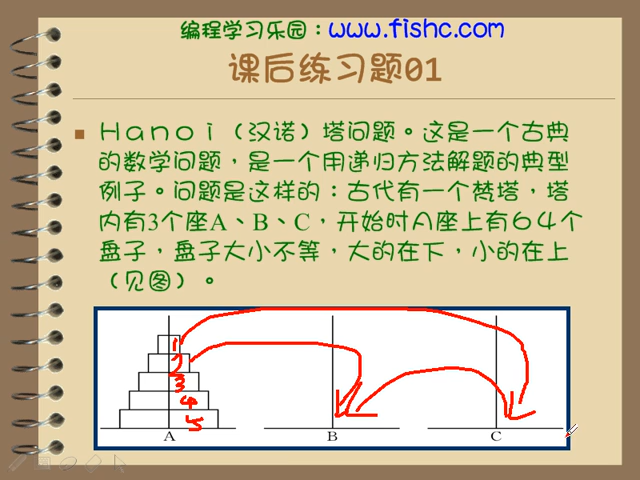 编程学习乐园：www.fishc.com
课后练习题01
Ｈａｎｏｉ（汉诺）塔问题。这是一个古典
的数学问题，是一个用递归方法解题的典型
例子。问题是这样的：古代有一个梵塔，塔
内有3个座A、B、C，开始时Ａ座上有６４个
盘子，盘子大小不等，大的在下，小的在上
（见图）。
1
2
3
4
5
A B C